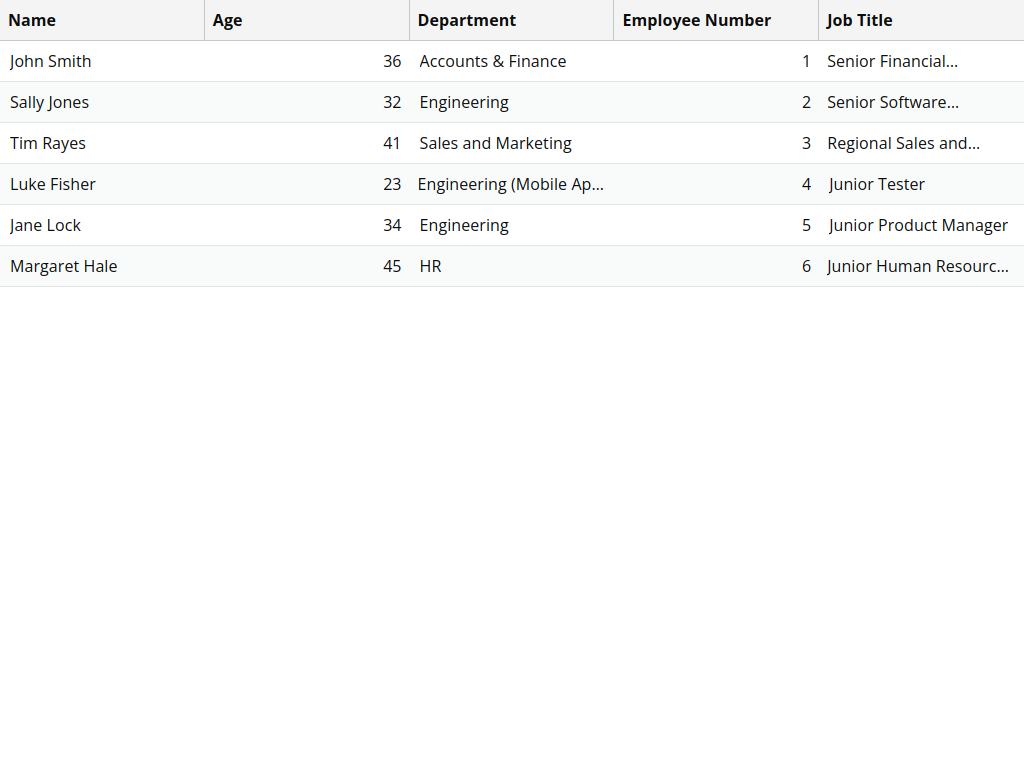 Name Age Department Employee Number Job Title
John Smith 36 Accounts & Finance 1 Senior Financial...
Sally Jones 32 Engineering 2 Senior Software...
Tim Rayes 41 Sales and Marketing 3 Regional Sales and...
Luke Fisher 23 Engineering (Mobile Ap... 4 Junior Tester
Jane Lock 34 Engineering 5 Junior Product Manager
Margaret Hale 45 HR 6 Junior Human Resourc...